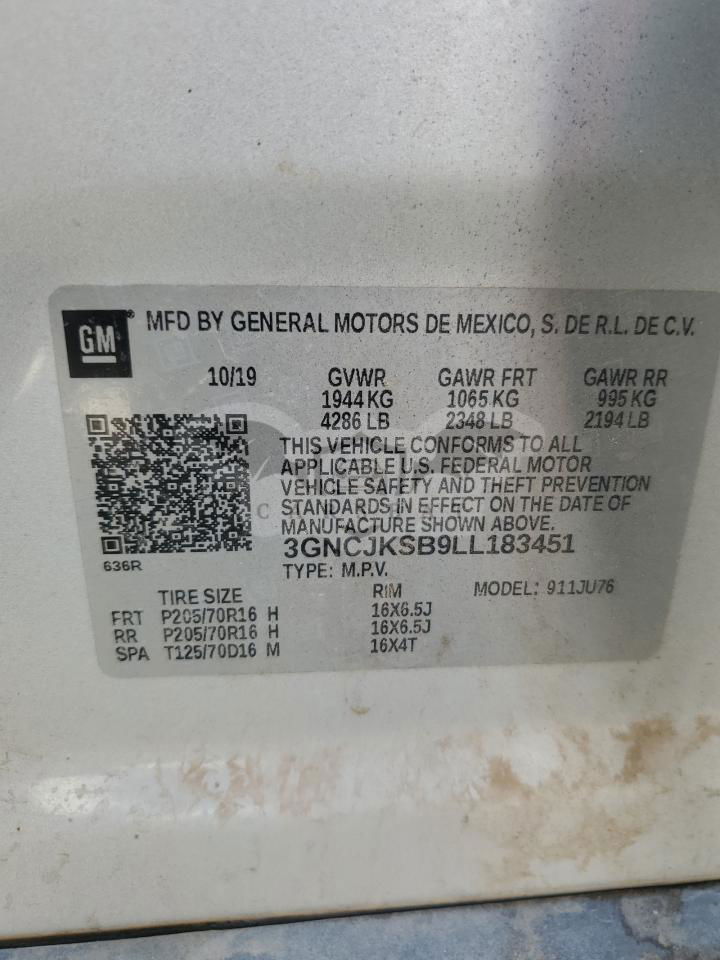 GM® MFD BY GENERAL MOTORS DE MEXICO, S. DE R.L. DE C.V.
10/19 GVWR GAWR FRT GAWR RR
1944 KG 1065 KG 995 KG
4286 LB 2348 LB 2194 LB
THIS VEHICLE CONFORMS TO ALL
APPLICABLE U.S. FEDERAL MOTOR
VEHICLE SAFETY AND THEFT PREVENTION
STANDARDS IN EFFECT ON THE DATE OF
MANUFACTURE SHOWN ABOVE.
3GNCJKSB9LL183451
636R
TYPE: M.P.V. MODEL: 911JU76
TIRE SIZE RIM
FRT P205/70R16 H 16X6.5J
RR P205/70R16 H 16X6.5J
SPA T125/70D16 M 16X4T